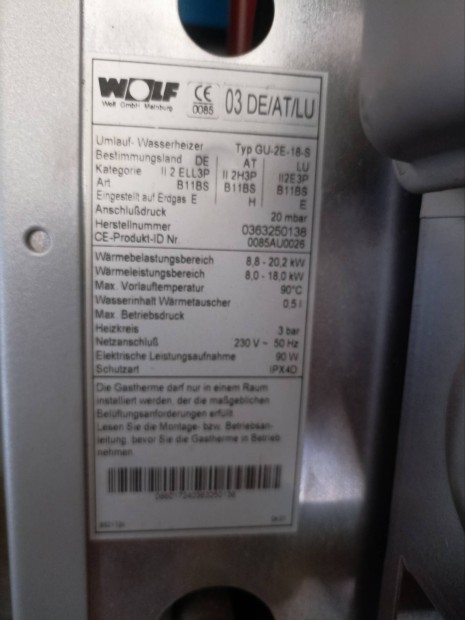 WOLF
Wolf GmbH Mainburg
CE
0085
03 DE/AT/LU
Umlauf-Wasserheizer Typ GU-2E-18-S
Bestimmungsland DE AT LU
Kategorie II 2 ELL3P II 2H3P II2E3P
Art B11BS B11BS B11BS
Eingestellt auf Erdgas E H E
Anschlußdruck 20 mbar
Herstellnummer 0363250138
CE-Produkt-ID Nr. 0085AU0026
Wärmebelastungsbereich 8,8 - 20,2 kW
Wärmeleistungsbereich 8,0 - 18,0 kW
Max. Vorlauftemperatur 90°C
Wasserinhalt Wärmetauscher 0,5 l
Max. Betriebsdruck
Heizkreis 3 bar
Netzanschluß 230 V ~ 50 Hz
Elektrische Leistungsaufnahme 90 W
Schutzart IPX4D
Die Gastherme darf nur in einem Raum
installiert werden, der die maßgeblichen
Belüftungsanforderungen erfüllt.
Lesen Sie die Montage- bzw. Betriebsan-
leitung, bevor Sie die Gastherme in Betrieb
nehmen.